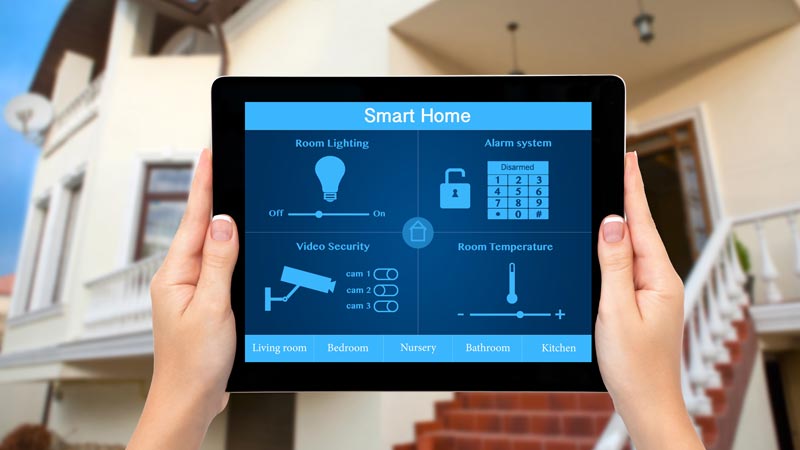 Smart Home
Room Lighting
Off
On
Alarm system
Disarmed
1 2 3
4 5 6
7 8 9
* 0 #
Video Security
cam 1
cam 2
cam 3
Room Temperature
- +
Living room
Bedroom
Nursery
Bathroom
Kitchen